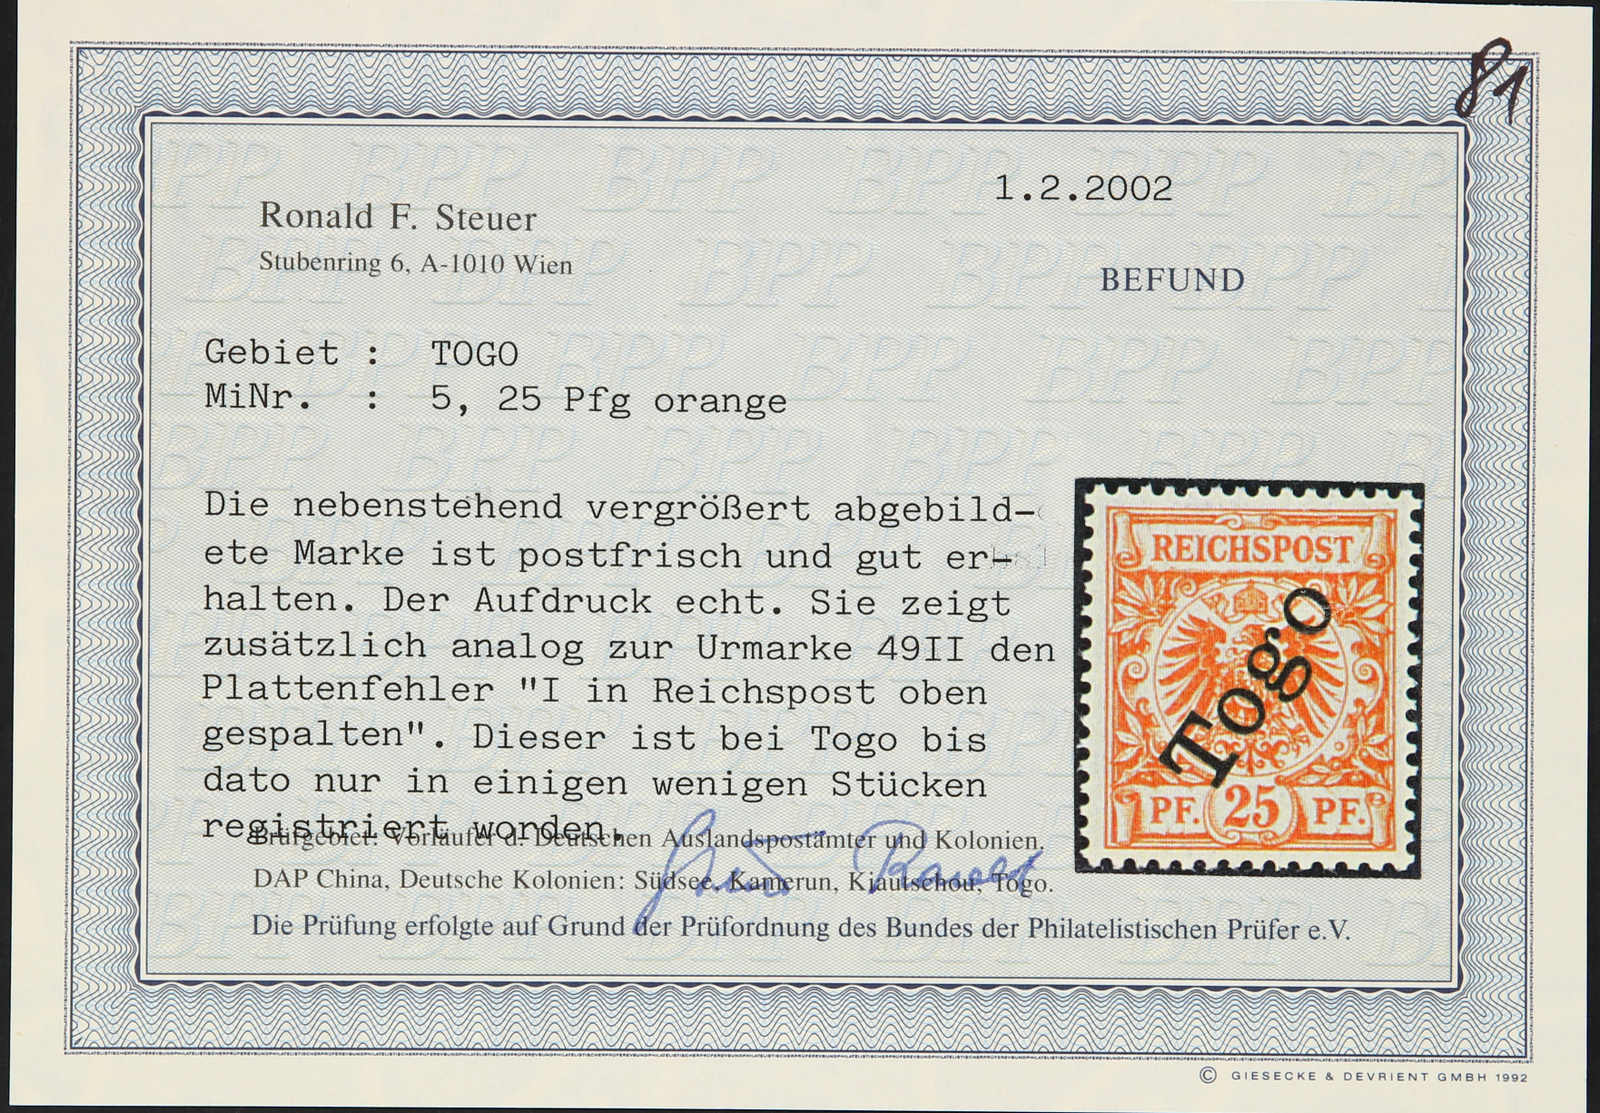 81
1.2.2002
Ronald F. Steuer
Stubenring 6, A-1010 Wien
BEFUND
Gebiet : TOGO
MiNr. : 5, 25 Pfg orange
Die nebenstehend vergrößert abgebild-
ete Marke ist postfrisch und gut er-
halten. Der Aufdruck echt. Sie zeigt
zusätzlich analog zur Urmarke 49II den
Plattenfehler "I in Reichspost oben
gespalten". Dieser ist bei Togo bis
dato nur in einigen wenigen Stücken
registriert worden.
Prüfgebiet: Vorläufer d. Deutschen Auslandspostämter und Kolonien.
DAP China, Deutsche Kolonien: Südsee, Kamerun, Kiautschou, Togo.
Die Prüfung erfolgte auf Grund der Prüfordnung des Bundes der Philatelistischen Prüfer e.V.
REICHSPOST
Togo
PF. 25 PF.
© GIESECKE & DEVRIENT GMBH 1992